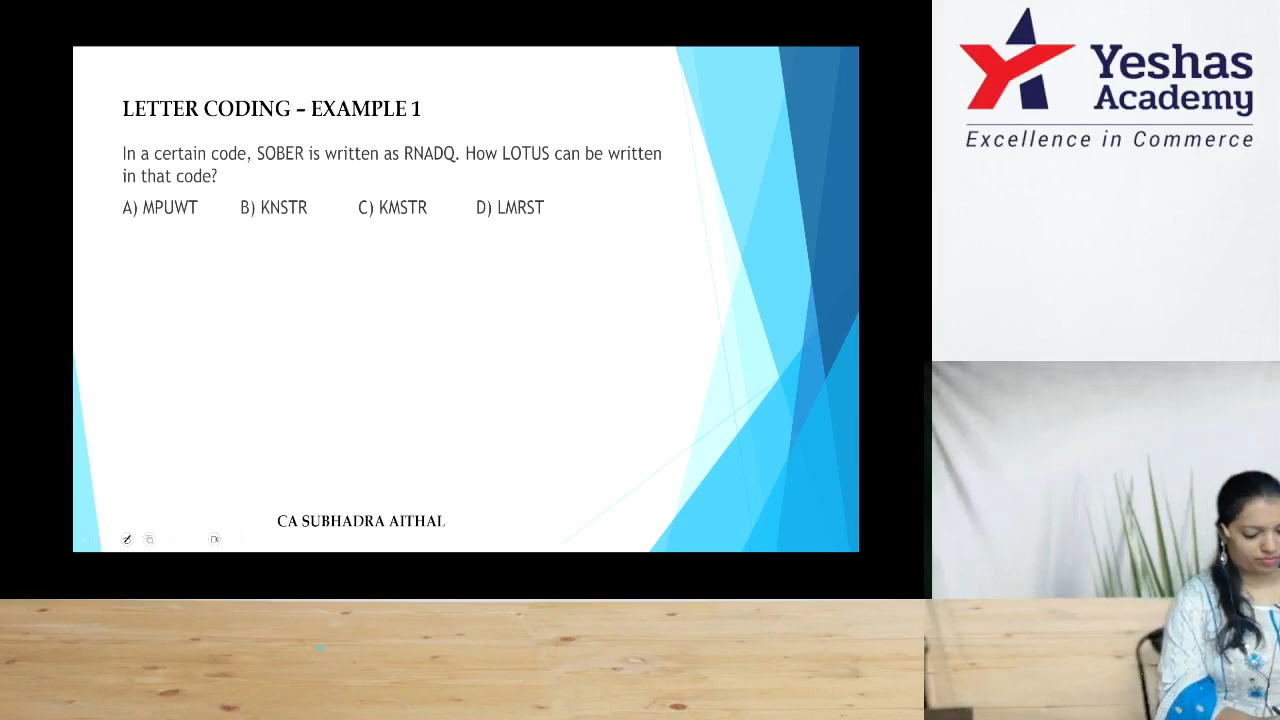 LETTER CODING – EXAMPLE 1
In a certain code, SOBER is written as RNADQ. How LOTUS can be written
in that code?
A) MPUWT B) KNSTR C) KMSTR D) LMRST
CA SUBHADRA AITHAL
Yeshas
Academy
Excellence in Commerce